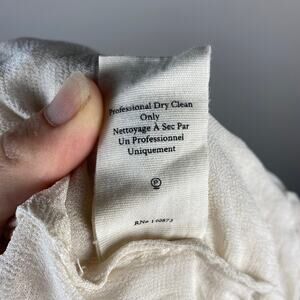 Professional Dry Clean
Only
Nettoyage À Sec Par
Un Professionnel
Uniquement
P
RN# 140873